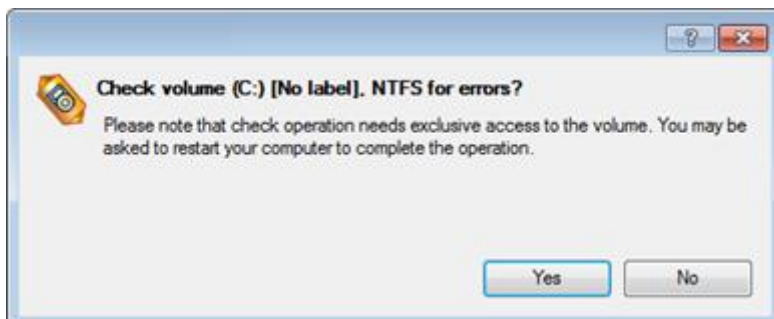 Check volume (C:) [No label], NTFS for errors?
Please note that check operation needs exclusive access to the volume. You may be
asked to restart your computer to complete the operation.
Yes
No